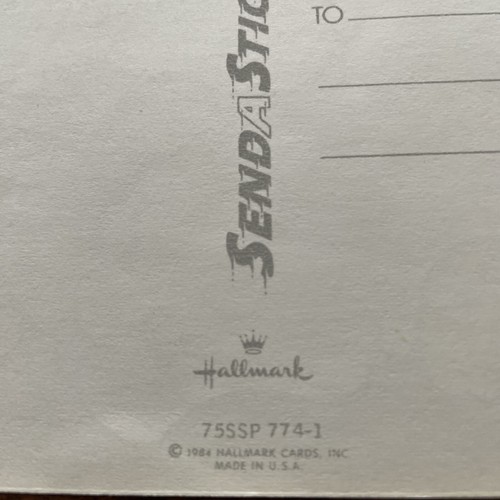 TO
SENDASTIC
Hallmark
75SSP 774-1
© 1984 HALLMARK CARDS, INC.
MADE IN U.S.A.